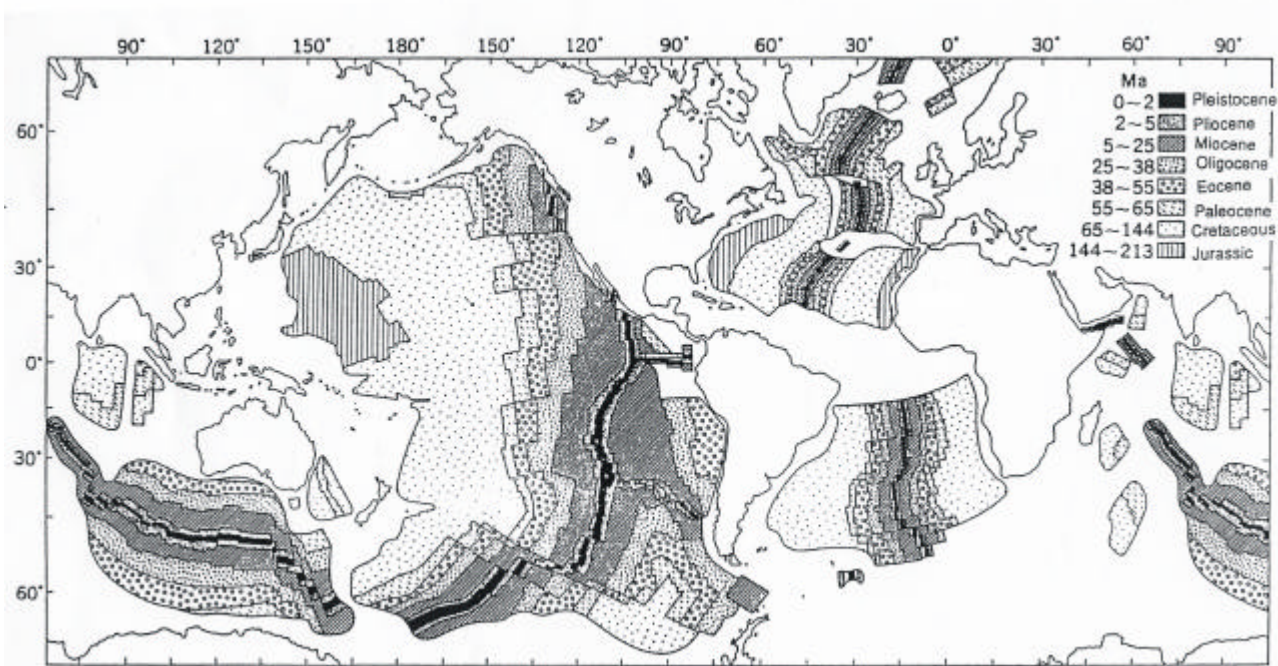 90° 120° 150° 180° 150° 120° 90° 60° 30° 0° 30° 60° 90°
Ma
0~2 Pleistocene
2~5 Pliocene
5~25 Miocene
25~38 Oligocene
38~55 Eocene
55~65 Paleocene
65~144 Cretaceous
144~213 Jurassic
60°
30°
0°
30°
60°